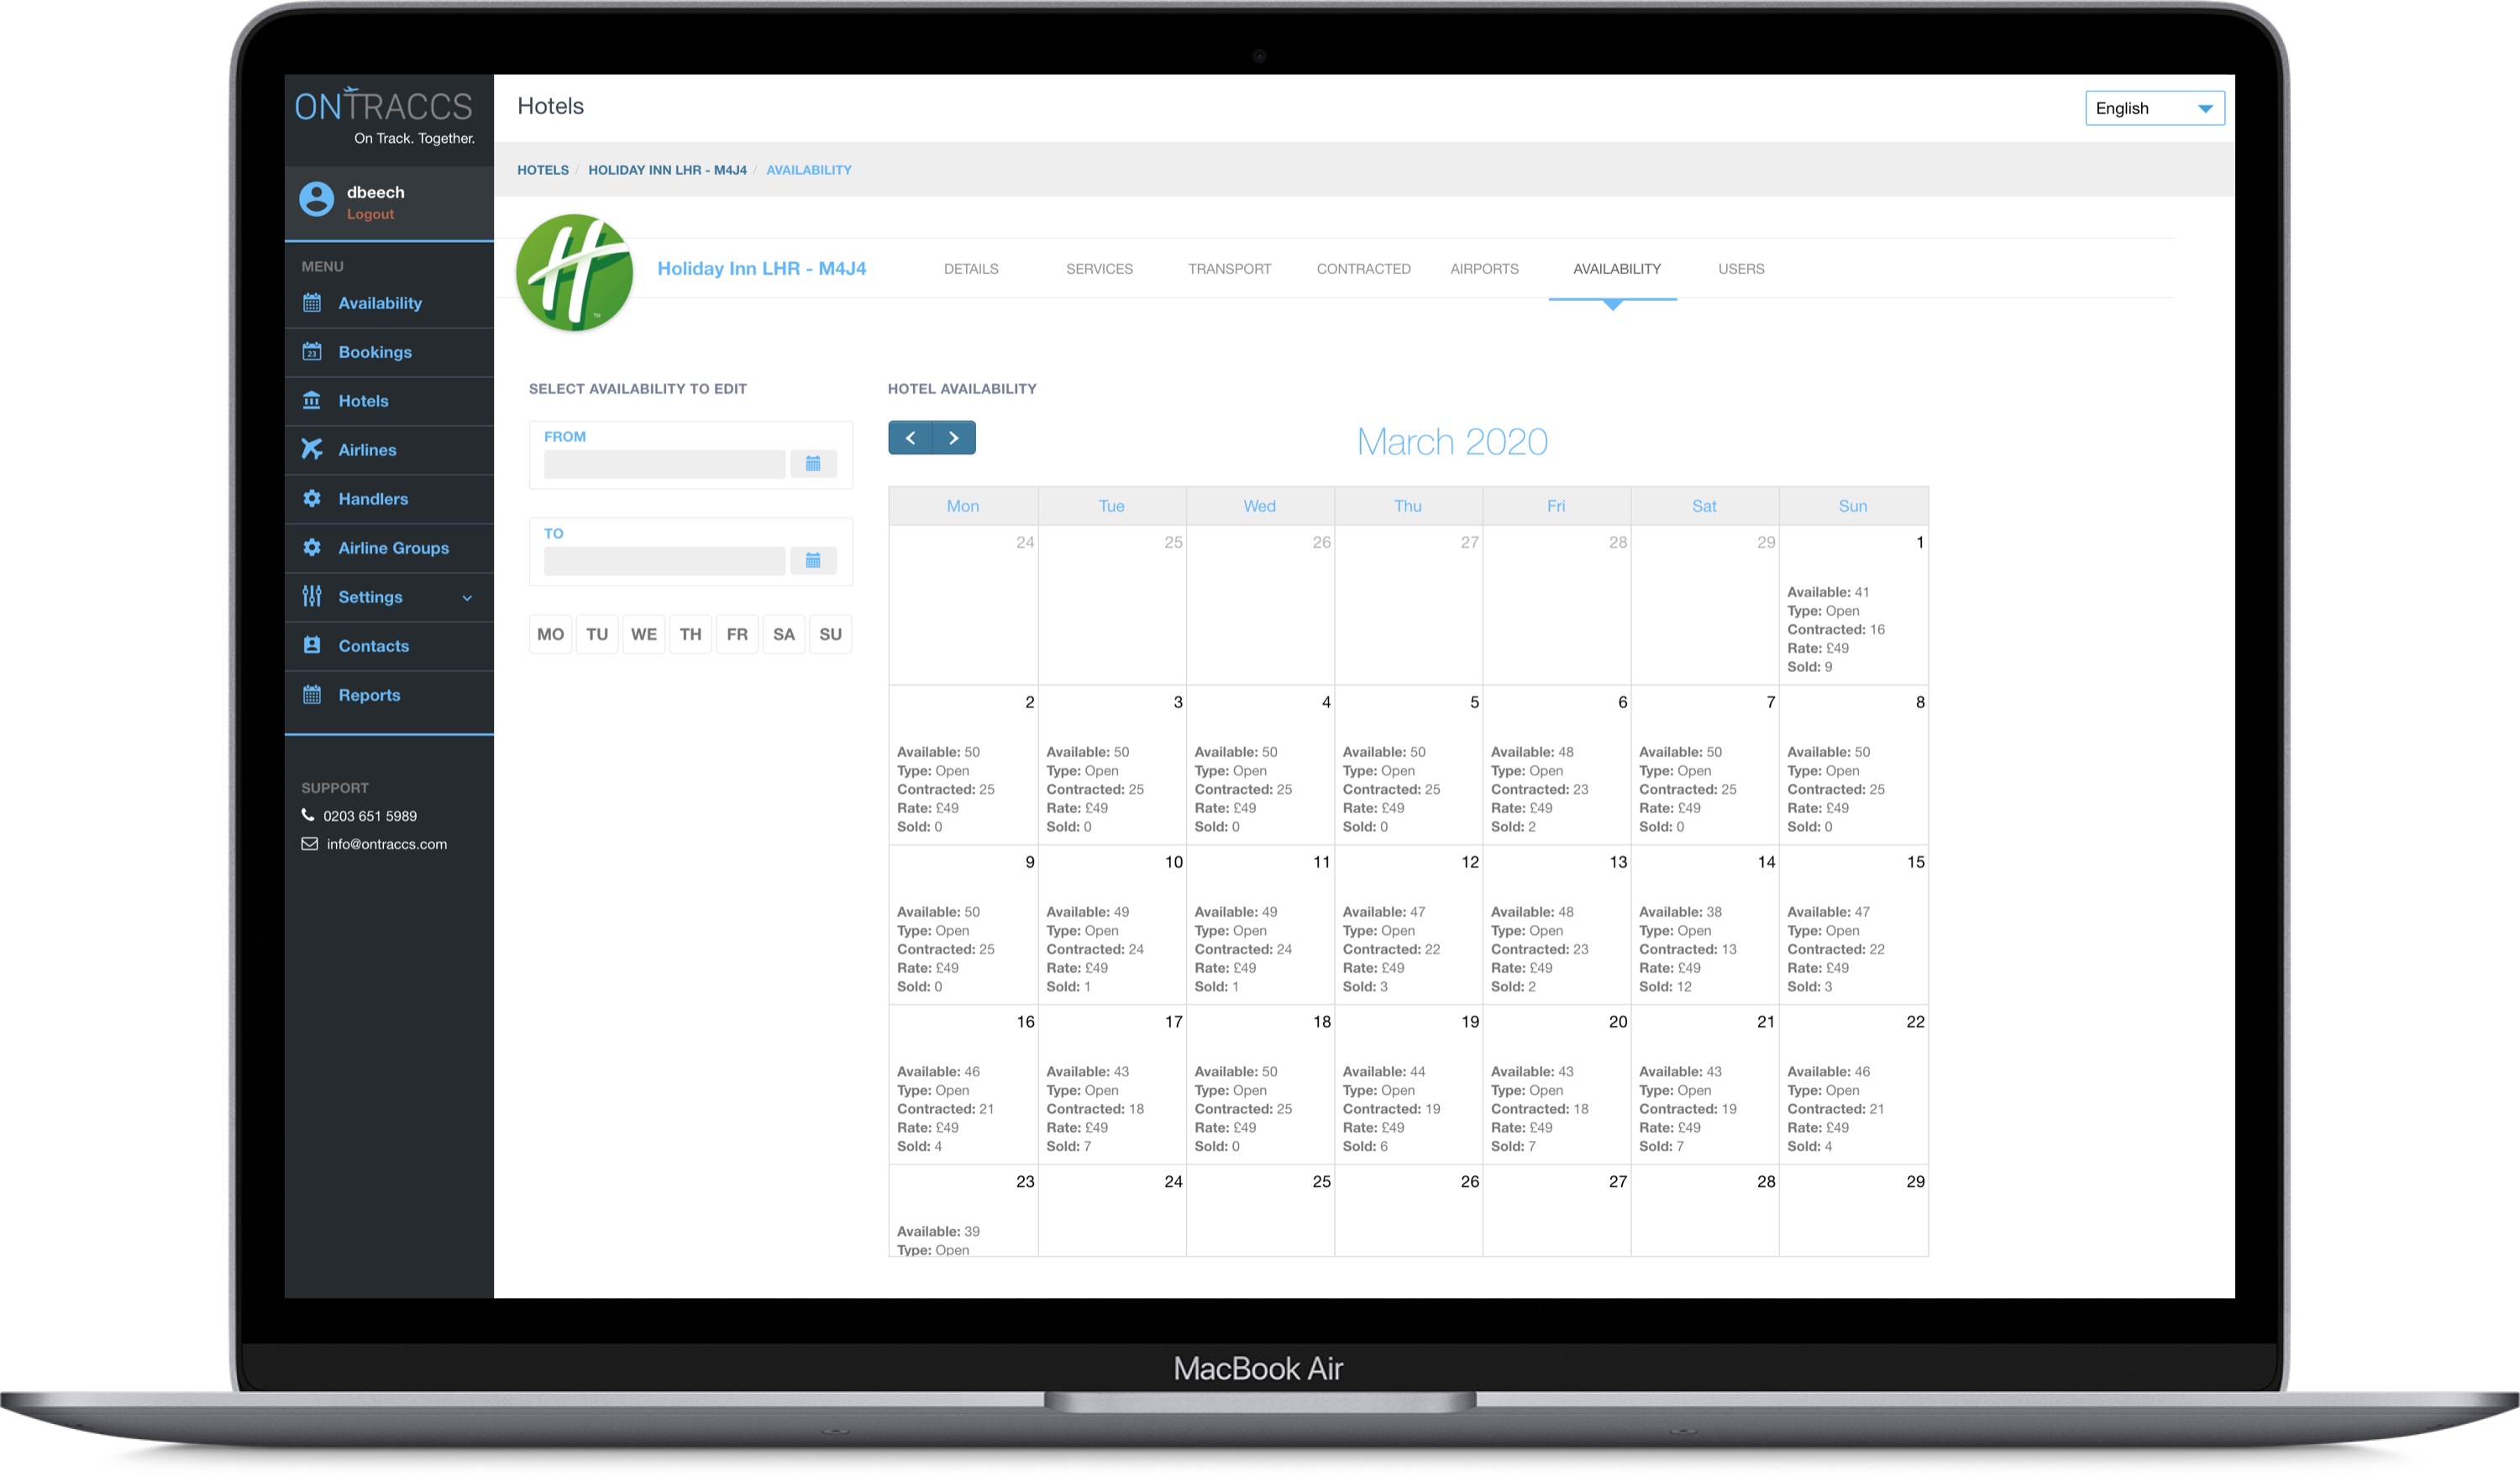 ONTRACCS
On Track. Together.
dbeech
Logout
MENU
Availability
23
Bookings
Hotels
Airlines
Handlers
Airline Groups
Settings
Contacts
Reports
SUPPORT
0203 651 5989
info@ontraccs.com
Hotels
English
HOTELS / HOLIDAY INN LHR - M4J4 / AVAILABILITY
H
™
Holiday Inn LHR - M4J4 DETAILS SERVICES TRANSPORT CONTRACTED AIRPORTS AVAILABILITY USERS
SELECT AVAILABILITY TO EDIT
FROM
TO
MO TU WE TH FR SA SU
HOTEL AVAILABILITY
March 2020
Mon Tue Wed Thu Fri Sat Sun
24 25 26 27 28 29 1
Available: 41
Type: Open
Contracted: 16
Rate: £49
Sold: 9
2 3 4 5 6 7 8
Available: 50 Available: 50 Available: 50 Available: 50 Available: 48 Available: 50 Available: 50
Type: Open Type: Open Type: Open Type: Open Type: Open Type: Open Type: Open
Contracted: 25 Contracted: 25 Contracted: 25 Contracted: 25 Contracted: 23 Contracted: 25 Contracted: 25
Rate: £49 Rate: £49 Rate: £49 Rate: £49 Rate: £49 Rate: £49 Rate: £49
Sold: 0 Sold: 0 Sold: 0 Sold: 0 Sold: 2 Sold: 0 Sold: 0
9 10 11 12 13 14 15
Available: 50 Available: 49 Available: 49 Available: 47 Available: 48 Available: 38 Available: 47
Type: Open Type: Open Type: Open Type: Open Type: Open Type: Open Type: Open
Contracted: 25 Contracted: 24 Contracted: 24 Contracted: 22 Contracted: 23 Contracted: 13 Contracted: 22
Rate: £49 Rate: £49 Rate: £49 Rate: £49 Rate: £49 Rate: £49 Rate: £49
Sold: 0 Sold: 1 Sold: 1 Sold: 3 Sold: 2 Sold: 12 Sold: 3
16 17 18 19 20 21 22
Available: 46 Available: 43 Available: 50 Available: 44 Available: 43 Available: 43 Available: 46
Type: Open Type: Open Type: Open Type: Open Type: Open Type: Open Type: Open
Contracted: 21 Contracted: 18 Contracted: 25 Contracted: 19 Contracted: 18 Contracted: 19 Contracted: 21
Rate: £49 Rate: £49 Rate: £49 Rate: £49 Rate: £49 Rate: £49 Rate: £49
Sold: 4 Sold: 7 Sold: 0 Sold: 6 Sold: 7 Sold: 7 Sold: 4
23 24 25 26 27 28 29
Available: 39
Type: Open
MacBook Air